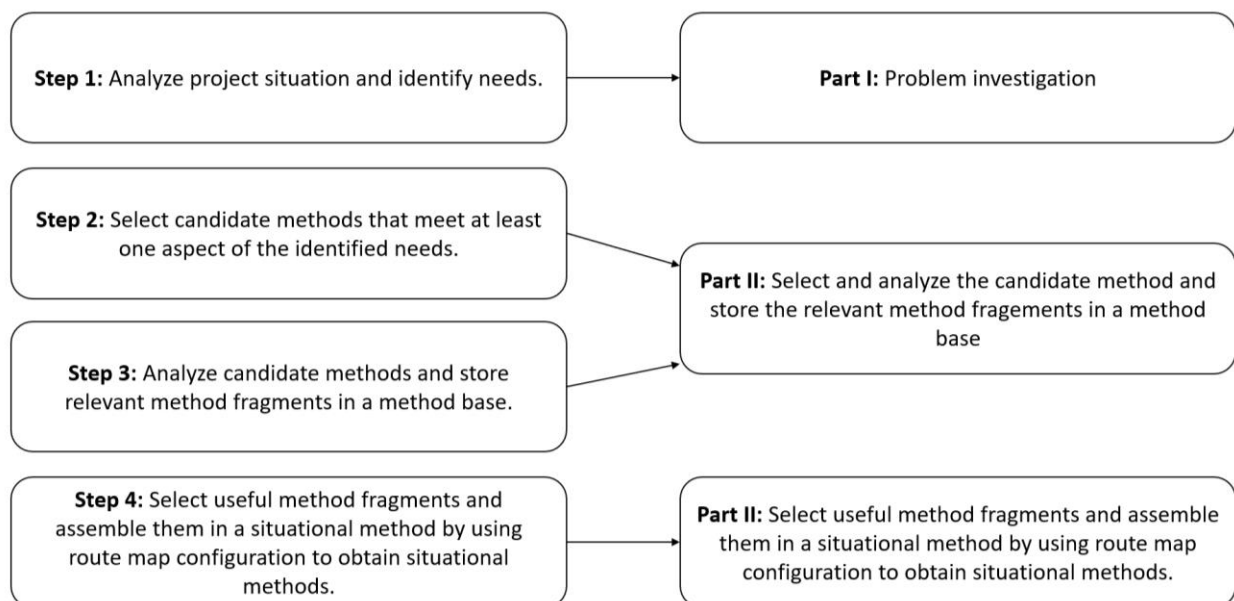 Step 1: Analyze project situation and identify needs.
Part I: Problem investigation
Step 2: Select candidate methods that meet at least
one aspect of the identified needs.
Step 3: Analyze candidate methods and store
relevant method fragments in a method base.
Part II: Select and analyze the candidate method and
store the relevant method fragements in a method
base
Step 4: Select useful method fragments and
assemble them in a situational method by using
route map configuration to obtain situational
methods.
Part II: Select useful method fragments and assemble
them in a situational method by using route map
configuration to obtain situational methods.